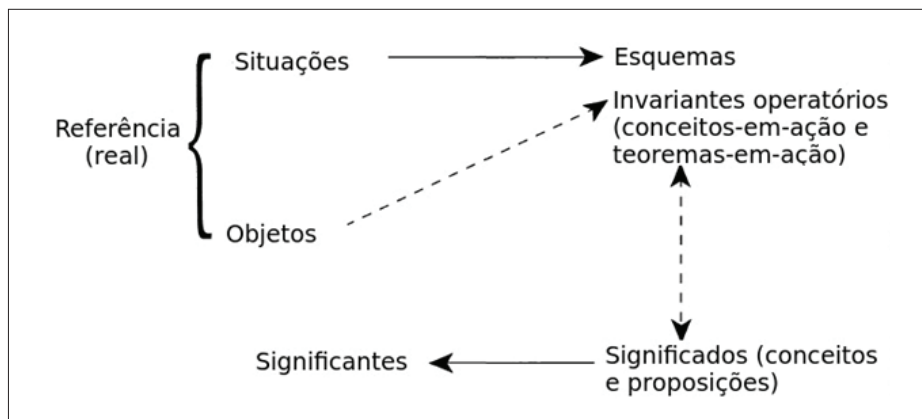 Situações
Esquemas
Referência
(real)
Invariantes operatórios
(conceitos-em-ação e
teoremas-em-ação)
Objetos
Significantes
Significados (conceitos
e proposições)